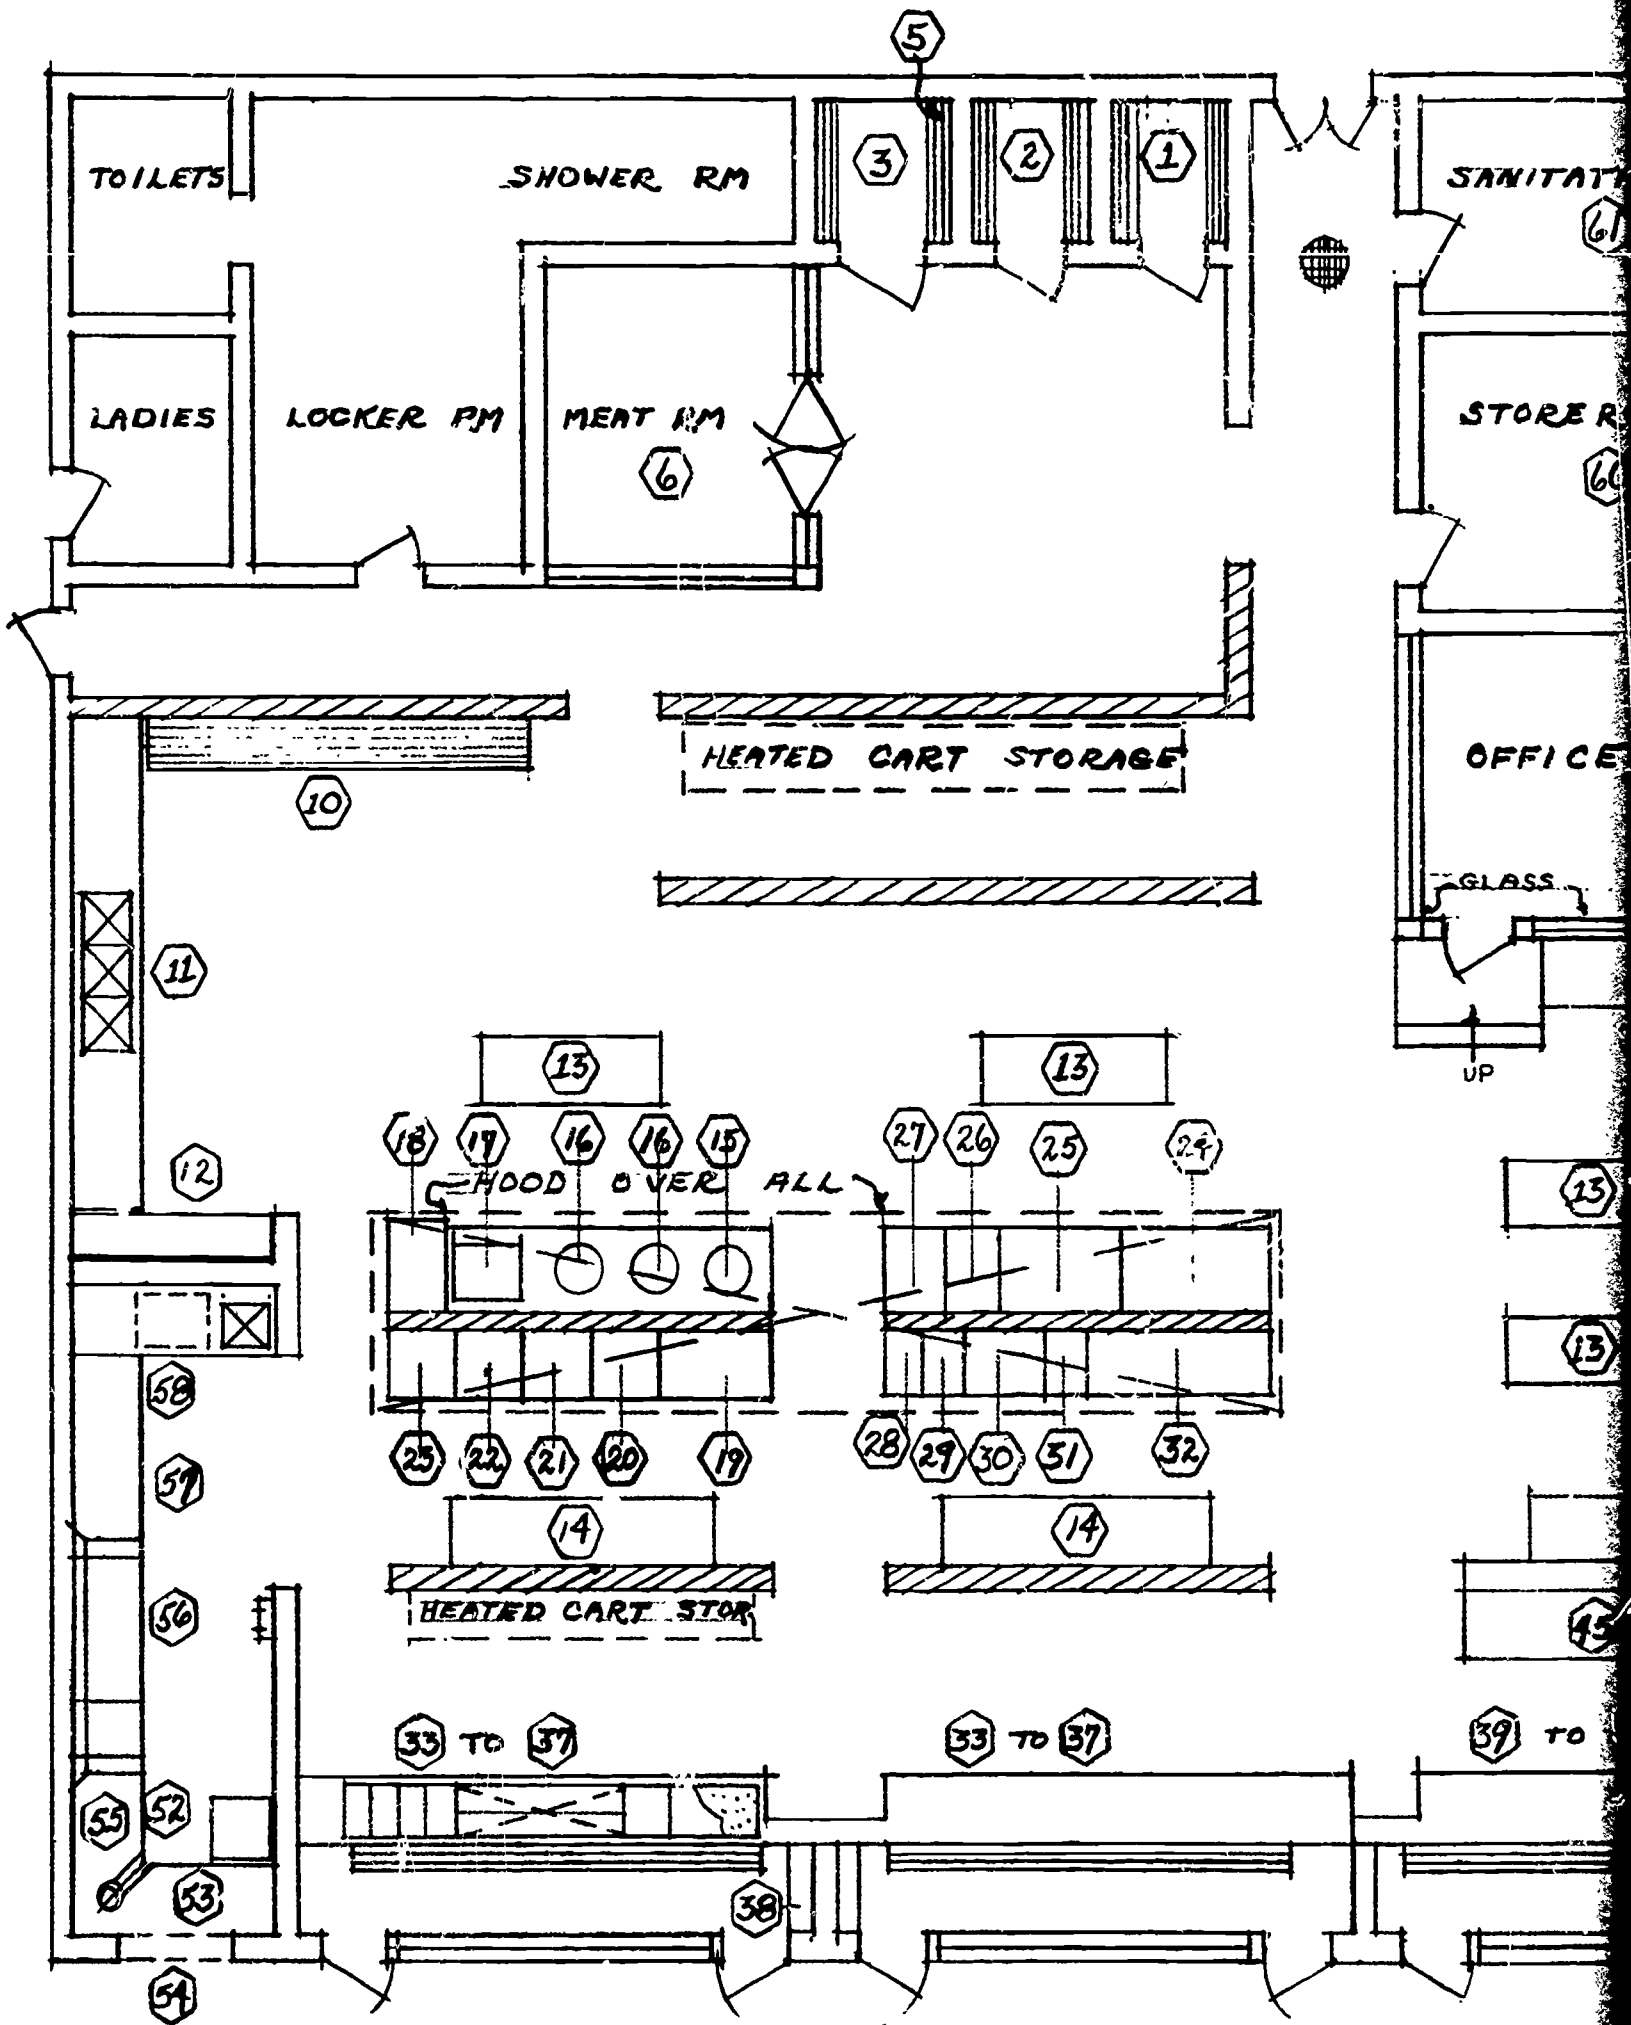 5
3 2 1
TOILETS
SHOWER RM
61
LADIES
LOCKER RM
MEAT RM
6
HEATED CART STORAGE
10
OFFICE
GLASS
11
UP
13 13
18 17 16 16 15
27 26 25 24
12
HOOD OVER ALL
13
13
58
23 22 21 20 19
28 29 30 31 32
57
14 14
HEATED CART STOR
56
45
33 TO 37
33 TO 37
39 TO
55 52
53
38
54